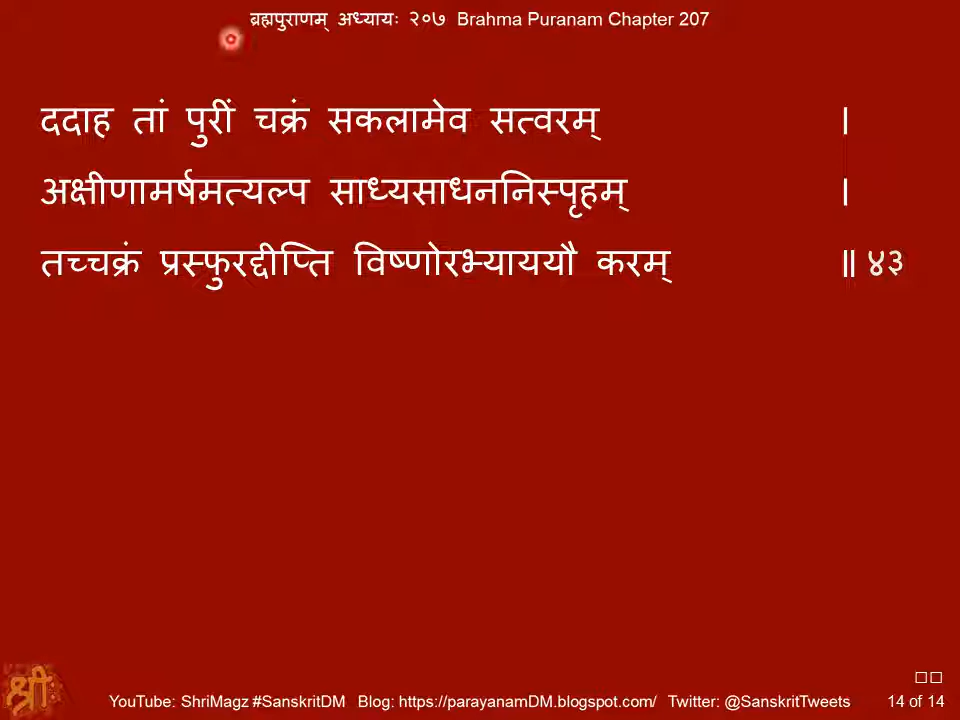 ब्रह्मपुराणम् अध्यायः २०७ Brahma Puranam Chapter 207
ददाह तां पुरीं चक्रं सकलामेव सत्वरम् ।
अक्षीणामर्षमत्यल्प साध्यसाधननिस्पृहम् ।
तच्चक्रं प्रस्फुरद्दीप्ति विष्णोरभ्याययौ करम् ॥ ४३
श्रीः
YouTube: ShriMagz #SanskritDM Blog: https://parayanamDM.blogspot.com/ Twitter: @SanskritTweets 14 of 14